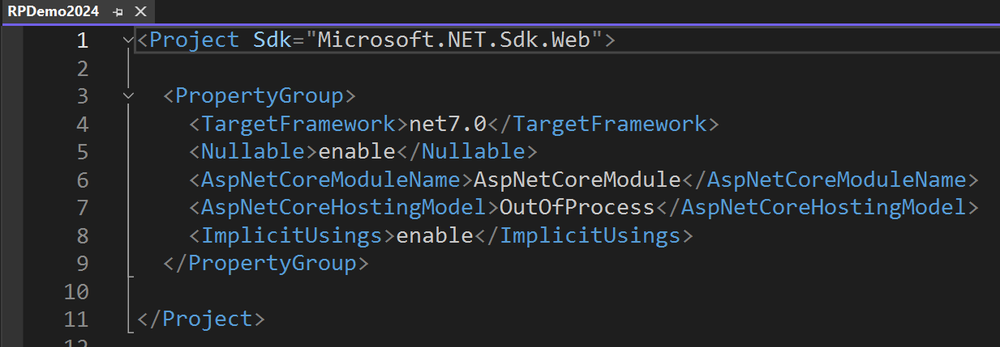 RPDemo2024
1 <Project Sdk="Microsoft.NET.Sdk.Web">
2
3 <PropertyGroup>
4 <TargetFramework>net7.0</TargetFramework>
5 <Nullable>enable</Nullable>
6 <AspNetCoreModuleName>AspNetCoreModule</AspNetCoreModuleName>
7 <AspNetCoreHostingModel>OutOfProcess</AspNetCoreHostingModel>
8 <ImplicitUsings>enable</ImplicitUsings>
9 </PropertyGroup>
10
11 </Project>
12